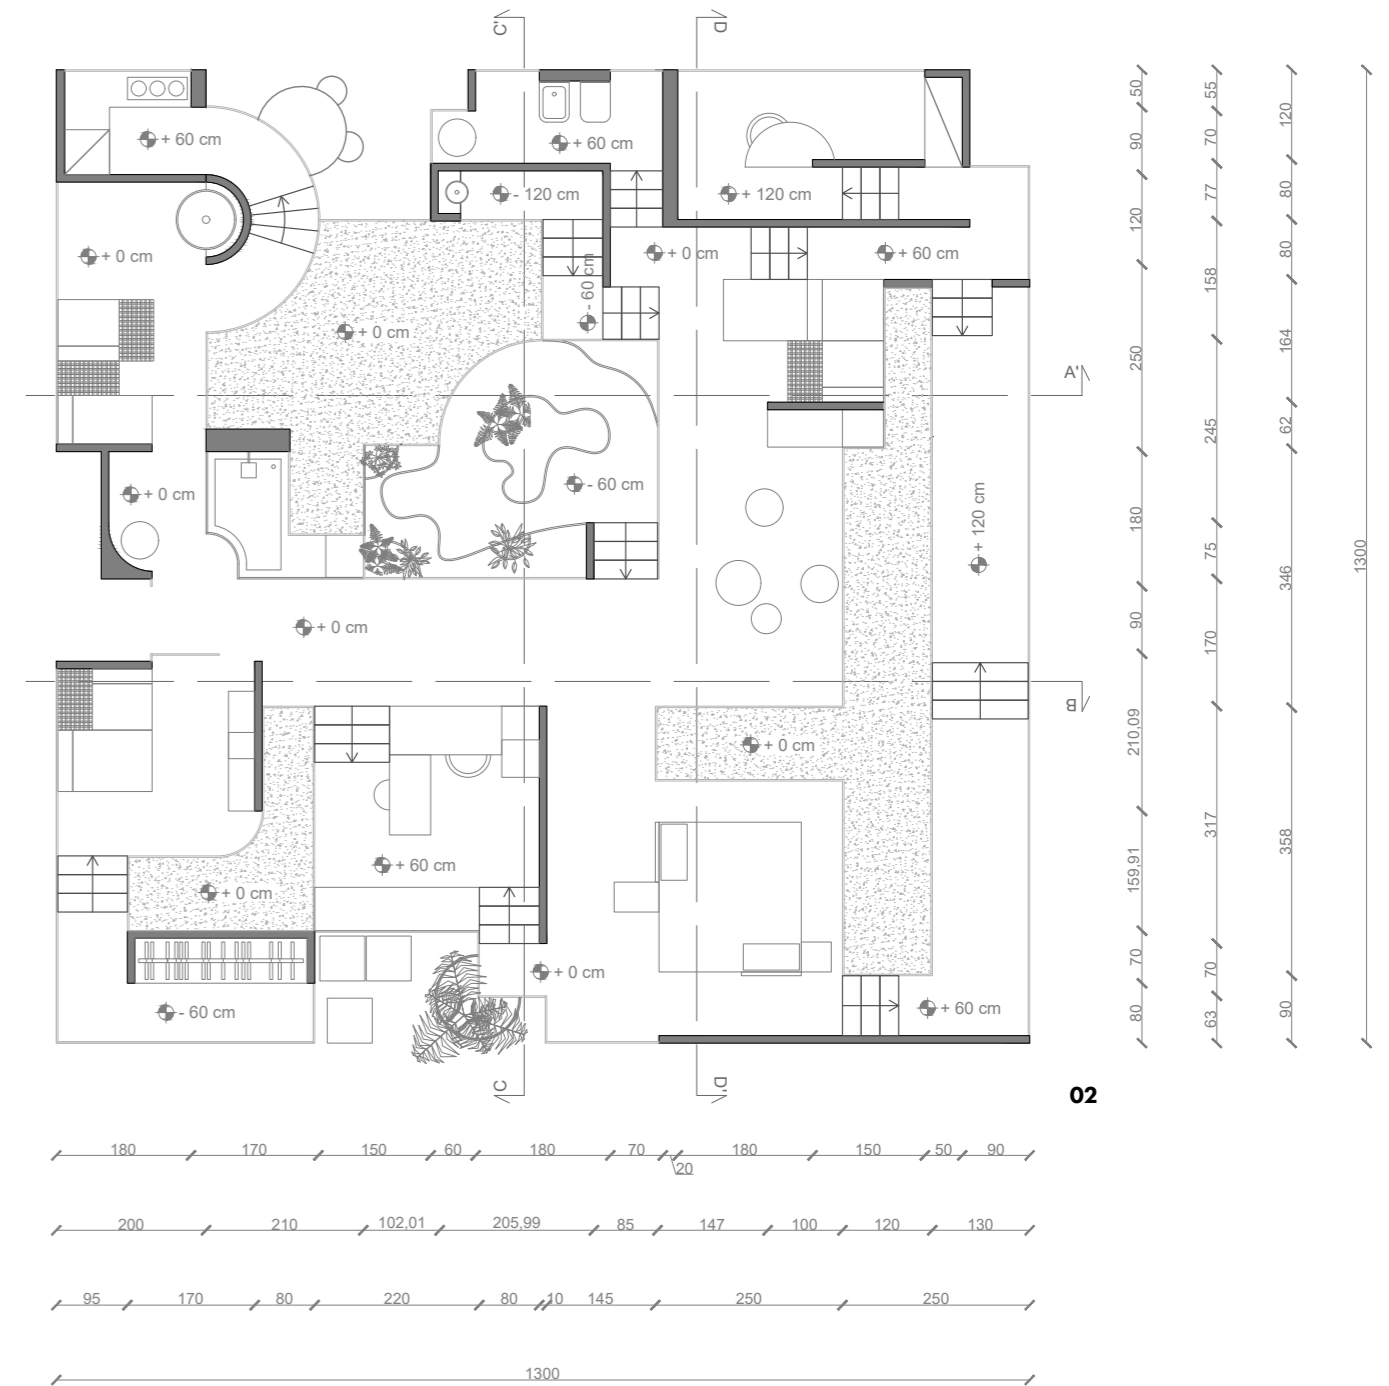 C'
D
+ 60 cm
+ 60 cm
- 120 cm
+ 120 cm
+ 0 cm
+ 0 cm
+ 60 cm
- 60 cm
+ 0 cm
A'
+ 0 cm
- 60 cm
+ 120 cm
+ 0 cm
B
+ 0 cm
+ 60 cm
+ 0 cm
+ 0 cm
- 60 cm
+ 60 cm
C
D'
02
50
90
120
250
180
90
210,09
159,91
70
80
55
70
77
158
245
75
170
317
70
63
120
80
80
164
62
346
358
90
1300
180 170 150 60 180 70 20 180 150 50 90
200 210 102,01 205,99 85 147 100 120 130
95 170 80 220 80 10 145 250 250
1300